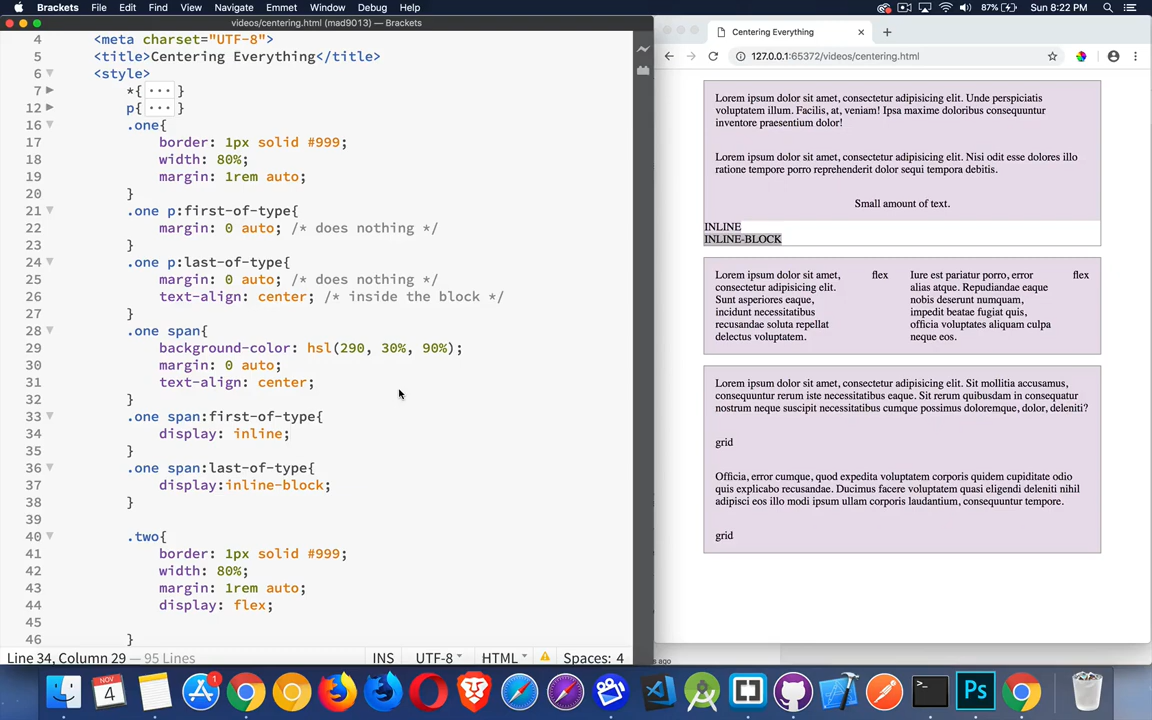 Brackets File Edit Find View Navigate Emmet Window Debug Help 87% Sun 8:22 PM
videos/centering.html (mad9013) — Brackets
4 <meta charset="UTF-8">
5 <title>Centering Everything</title>
6 <style>
7 *{ ··· }
12 p{ ··· }
16 .one{
17 border: 1px solid #999;
18 width: 80%;
19 margin: 1rem auto;
20 }
21 .one p:first-of-type{
22 margin: 0 auto; /* does nothing */
23 }
24 .one p:last-of-type{
25 margin: 0 auto; /* does nothing */
26 text-align: center; /* inside the block */
27 }
28 .one span{
29 background-color: hsl(290, 30%, 90%);
30 margin: 0 auto;
31 text-align: center;
32 }
33 .one span:first-of-type{
34 display: inline;
35 }
36 .one span:last-of-type{
37 display:inline-block;
38 }
39
40 .two{
41 border: 1px solid #999;
42 width: 80%;
43 margin: 1rem auto;
44 display: flex;
45
46 }
Line 34, Column 29 — 95 Lines INS UTF-8 HTML Spaces: 4
Centering Everything
127.0.0.1:65372/videos/centering.html
Lorem ipsum dolor sit amet, consectetur adipisicing elit. Unde perspiciatis
voluptatem illum. Facilis, at, veniam! Ipsa maxime doloribus consequuntur
inventore praesentium dolor!
Lorem ipsum dolor sit amet, consectetur adipisicing elit. Nisi odit esse dolores illo
ratione tempore porro reprehenderit dolor sequi tempora debitis.
Small amount of text.
INLINE
INLINE-BLOCK
Lorem ipsum dolor sit amet,
consectetur adipisicing elit.
Sunt asperiores eaque,
incidunt necessitatibus
recusandae soluta repellat
delectus voluptatem.
flex
Iure est pariatur porro, error
alias atque. Repudiandae eaque
nobis deserunt numquam,
impedit beatae fugiat quis,
officia voluptates aliquam culpa
neque eos.
flex
Lorem ipsum dolor sit amet, consectetur adipisicing elit. Sit mollitia accusamus,
consequuntur rerum iste necessitatibus eaque. Sit rerum quibusdam in consequatur
nostrum neque suscipit necessitatibus cumque possimus doloremque, dolor, deleniti?
grid
Officia, error cumque, quod expedita voluptatem corporis quidem cupiditate odio
quis explicabo recusandae. Ducimus facere voluptatem quasi eligendi deleniti nihil
adipisci eos illo modi ipsum ullam corporis laudantium, consequuntur tempore.
grid
s ago
NOV
4
1
Ps